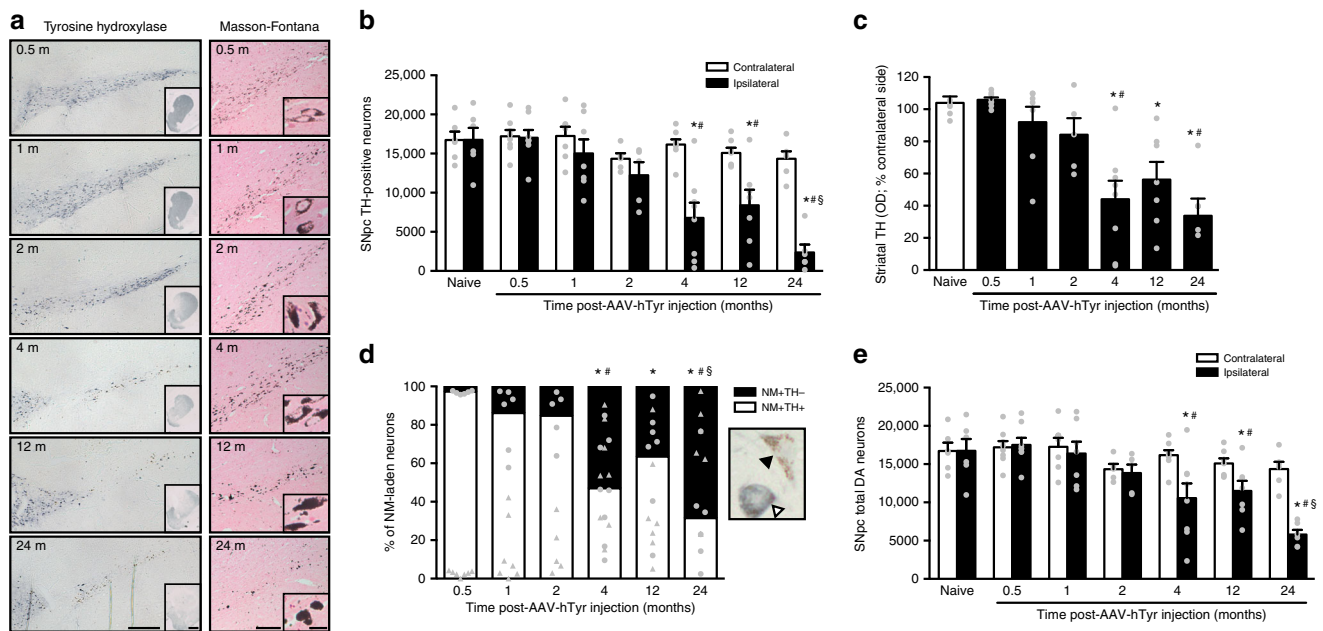 a
Tyrosine hydroxylase
Masson-Fontana
0.5 m
0.5 m
1 m
1 m
2 m
2 m
4 m
4 m
12 m
12 m
24 m
24 m
b
Contralateral
Ipsilateral
SNpc TH-positive neurons
25,000
20,000
15,000
10,000
5000
0
*#
*#
*# §
Naive 0.5 1 2 4 12 24
Time post-AAV-hTyr injection (months)
c
Striatal TH (OD; % contralateral side)
120
100
80
60
40
20
0
*#
*
*#
Naive 0.5 1 2 4 12 24
Time post-AAV-hTyr injection (months)
d
% of NM-laden neurons
100
80
60
40
20
0
* #
*
* # §
NM+TH−
NM+TH+
0.5 1 2 4 12 24
Time post-AAV-hTyr injection (months)
e
Contralateral
Ipsilateral
SNpc total DA neurons
25,000
20,000
15,000
10,000
5000
0
*#
*#
*# §
Naive 0.5 1 2 4 12 24
Time post-AAV-hTyr injection (months)